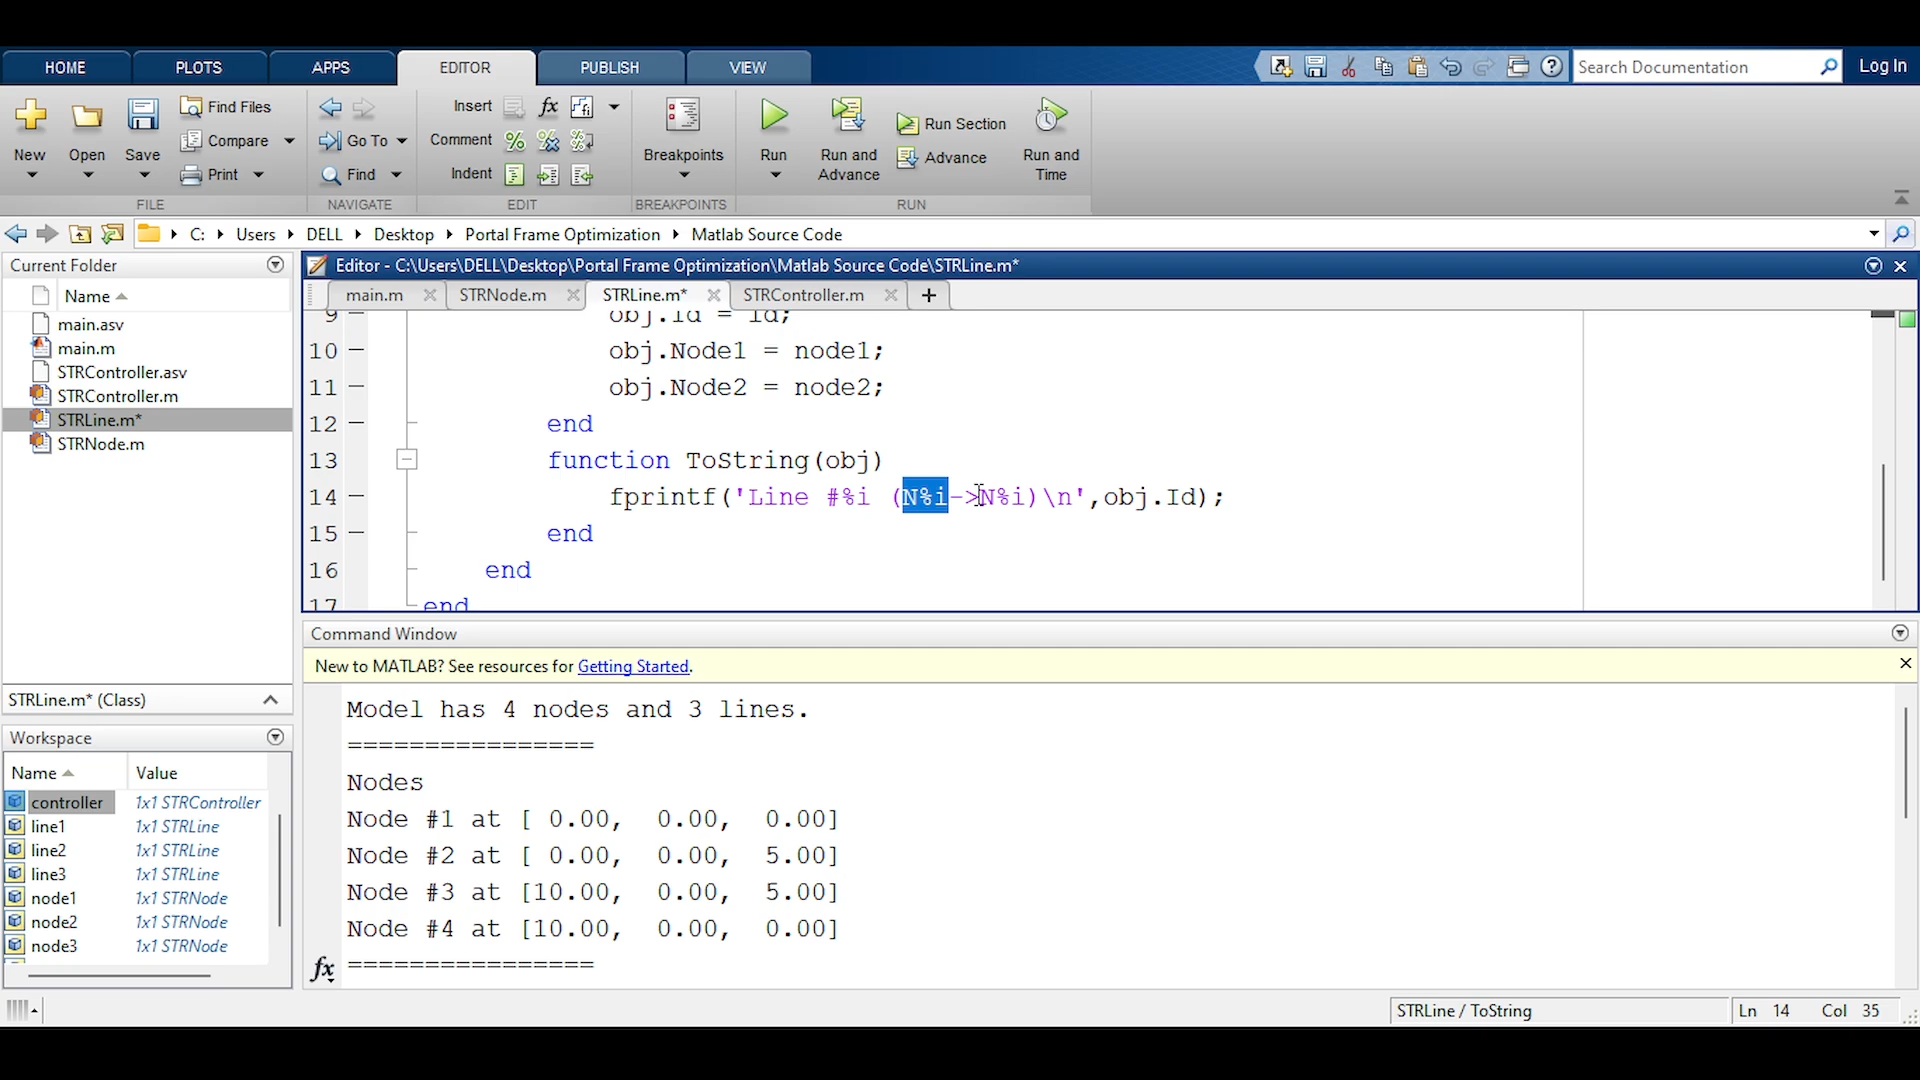 HOME PLOTS APPS EDITOR PUBLISH VIEW Search Documentation Log In
New Open Save Find Files Compare Print Go To Find Insert fx Comment Indent Breakpoints Run Run and Advance Run Section Advance Run and Time
FILE NAVIGATE EDIT BREAKPOINTS RUN
C: Users DELL Desktop Portal Frame Optimization Matlab Source Code
Current Folder
Name
main.asv
main.m
STRController.asv
STRController.m
STRLine.m*
STRNode.m
STRLine.m* (Class)
Workspace
Name Value
controller 1x1 STRController
line1 1x1 STRLine
line2 1x1 STRLine
line3 1x1 STRLine
node1 1x1 STRNode
node2 1x1 STRNode
node3 1x1 STRNode
Editor - C:\Users\DELL\Desktop\Portal Frame Optimization\Matlab Source Code\STRLine.m*
main.m STRNode.m STRLine.m* STRController.m
9 obj.Id = id;
10 obj.Node1 = node1;
11 obj.Node2 = node2;
12 end
13 function ToString(obj)
14 fprintf('Line #%i (N%i->N%i)\n',obj.Id);
15 end
16 end
17 end
Command Window
New to MATLAB? See resources for Getting Started.
Model has 4 nodes and 3 lines.
================
Nodes
Node #1 at [ 0.00, 0.00, 0.00]
Node #2 at [ 0.00, 0.00, 5.00]
Node #3 at [10.00, 0.00, 5.00]
Node #4 at [10.00, 0.00, 0.00]
fx ================
STRLine / ToString Ln 14 Col 35